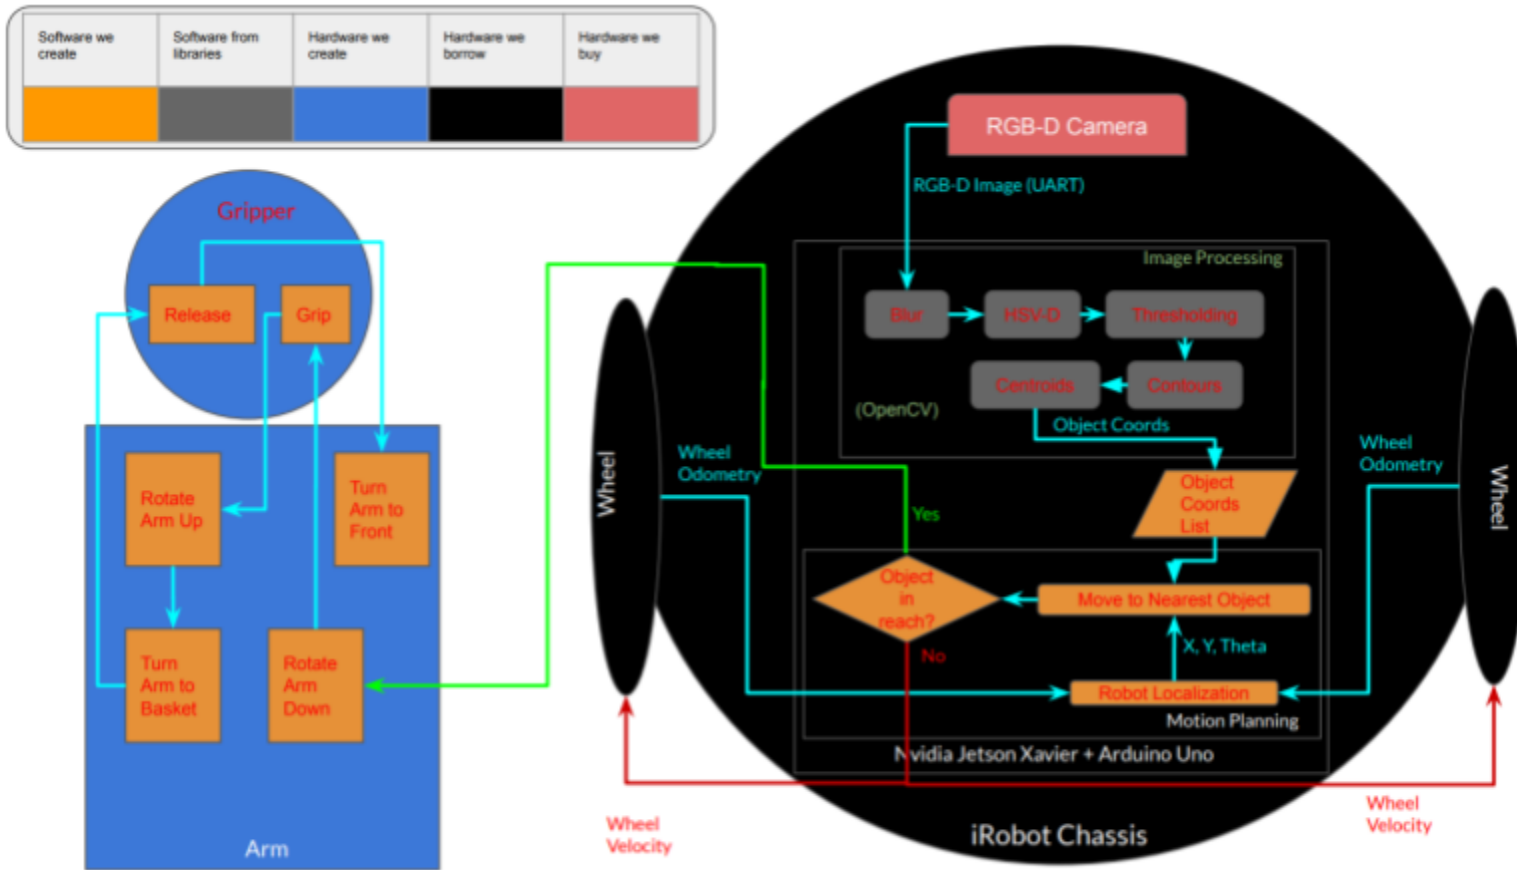 Software we
create
Software from
libraries
Hardware we
create
Hardware we
borrow
Hardware we
buy
Gripper
Release
Grip
Rotate
Arm Up
Turn
Arm to
Front
Turn
Arm to
Basket
Rotate
Arm
Down
Arm
RGB-D Camera
RGB-D Image (UART)
Image Processing
Blur
HSV-D
Thresholding
Centroids
Contours
(OpenCV)
Object Coords
Wheel
Wheel
Odometry
Object
Coords
List
Wheel
Odometry
Wheel
Yes
Object
in
reach?
Move to Nearest Object
No
X, Y, Theta
Robot Localization
Motion Planning
Nvidia Jetson Xavier + Arduino Uno
Wheel
Velocity
iRobot Chassis
Wheel
Velocity